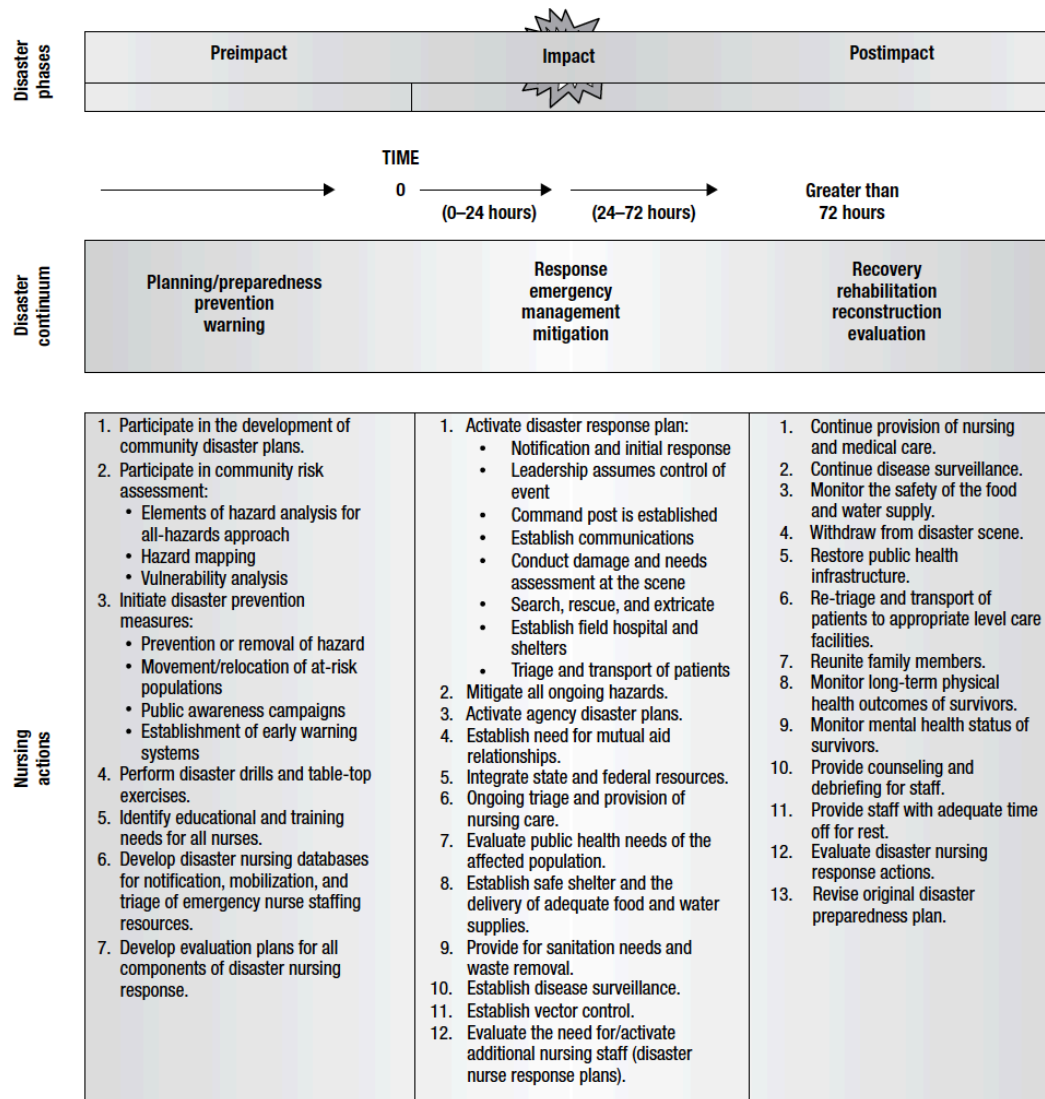 Disaster
phases
Preimpact
Impact
Postimpact
TIME
0
(0–24 hours)
(24–72 hours)
Greater than
72 hours
Disaster
continuum
Planning/preparedness
prevention
warning
Response
emergency
management
mitigation
Recovery
rehabilitation
reconstruction
evaluation
Nursing
actions
1. Participate in the development of
community disaster plans.
2. Participate in community risk
assessment:
• Elements of hazard analysis for
all-hazards approach
• Hazard mapping
• Vulnerability analysis
3. Initiate disaster prevention
measures:
• Prevention or removal of hazard
• Movement/relocation of at-risk
populations
• Public awareness campaigns
• Establishment of early warning
systems
4. Perform disaster drills and table-top
exercises.
5. Identify educational and training
needs for all nurses.
6. Develop disaster nursing databases
for notification, mobilization, and
triage of emergency nurse staffing
resources.
7. Develop evaluation plans for all
components of disaster nursing
response.
1. Activate disaster response plan:
• Notification and initial response
• Leadership assumes control of
event
• Command post is established
• Establish communications
• Conduct damage and needs
assessment at the scene
• Search, rescue, and extricate
• Establish field hospital and
shelters
• Triage and transport of patients
2. Mitigate all ongoing hazards.
3. Activate agency disaster plans.
4. Establish need for mutual aid
relationships.
5. Integrate state and federal resources.
6. Ongoing triage and provision of
nursing care.
7. Evaluate public health needs of the
affected population.
8. Establish safe shelter and the
delivery of adequate food and water
supplies.
9. Provide for sanitation needs and
waste removal.
10. Establish disease surveillance.
11. Establish vector control.
12. Evaluate the need for/activate
additional nursing staff (disaster
nurse response plans).
1. Continue provision of nursing
and medical care.
2. Continue disease surveillance.
3. Monitor the safety of the food
and water supply.
4. Withdraw from disaster scene.
5. Restore public health
infrastructure.
6. Re-triage and transport of
patients to appropriate level care
facilities.
7. Reunite family members.
8. Monitor long-term physical
health outcomes of survivors.
9. Monitor mental health status of
survivors.
10. Provide counseling and
debriefing for staff.
11. Provide staff with adequate time
off for rest.
12. Evaluate disaster nursing
response actions.
13. Revise original disaster
preparedness plan.